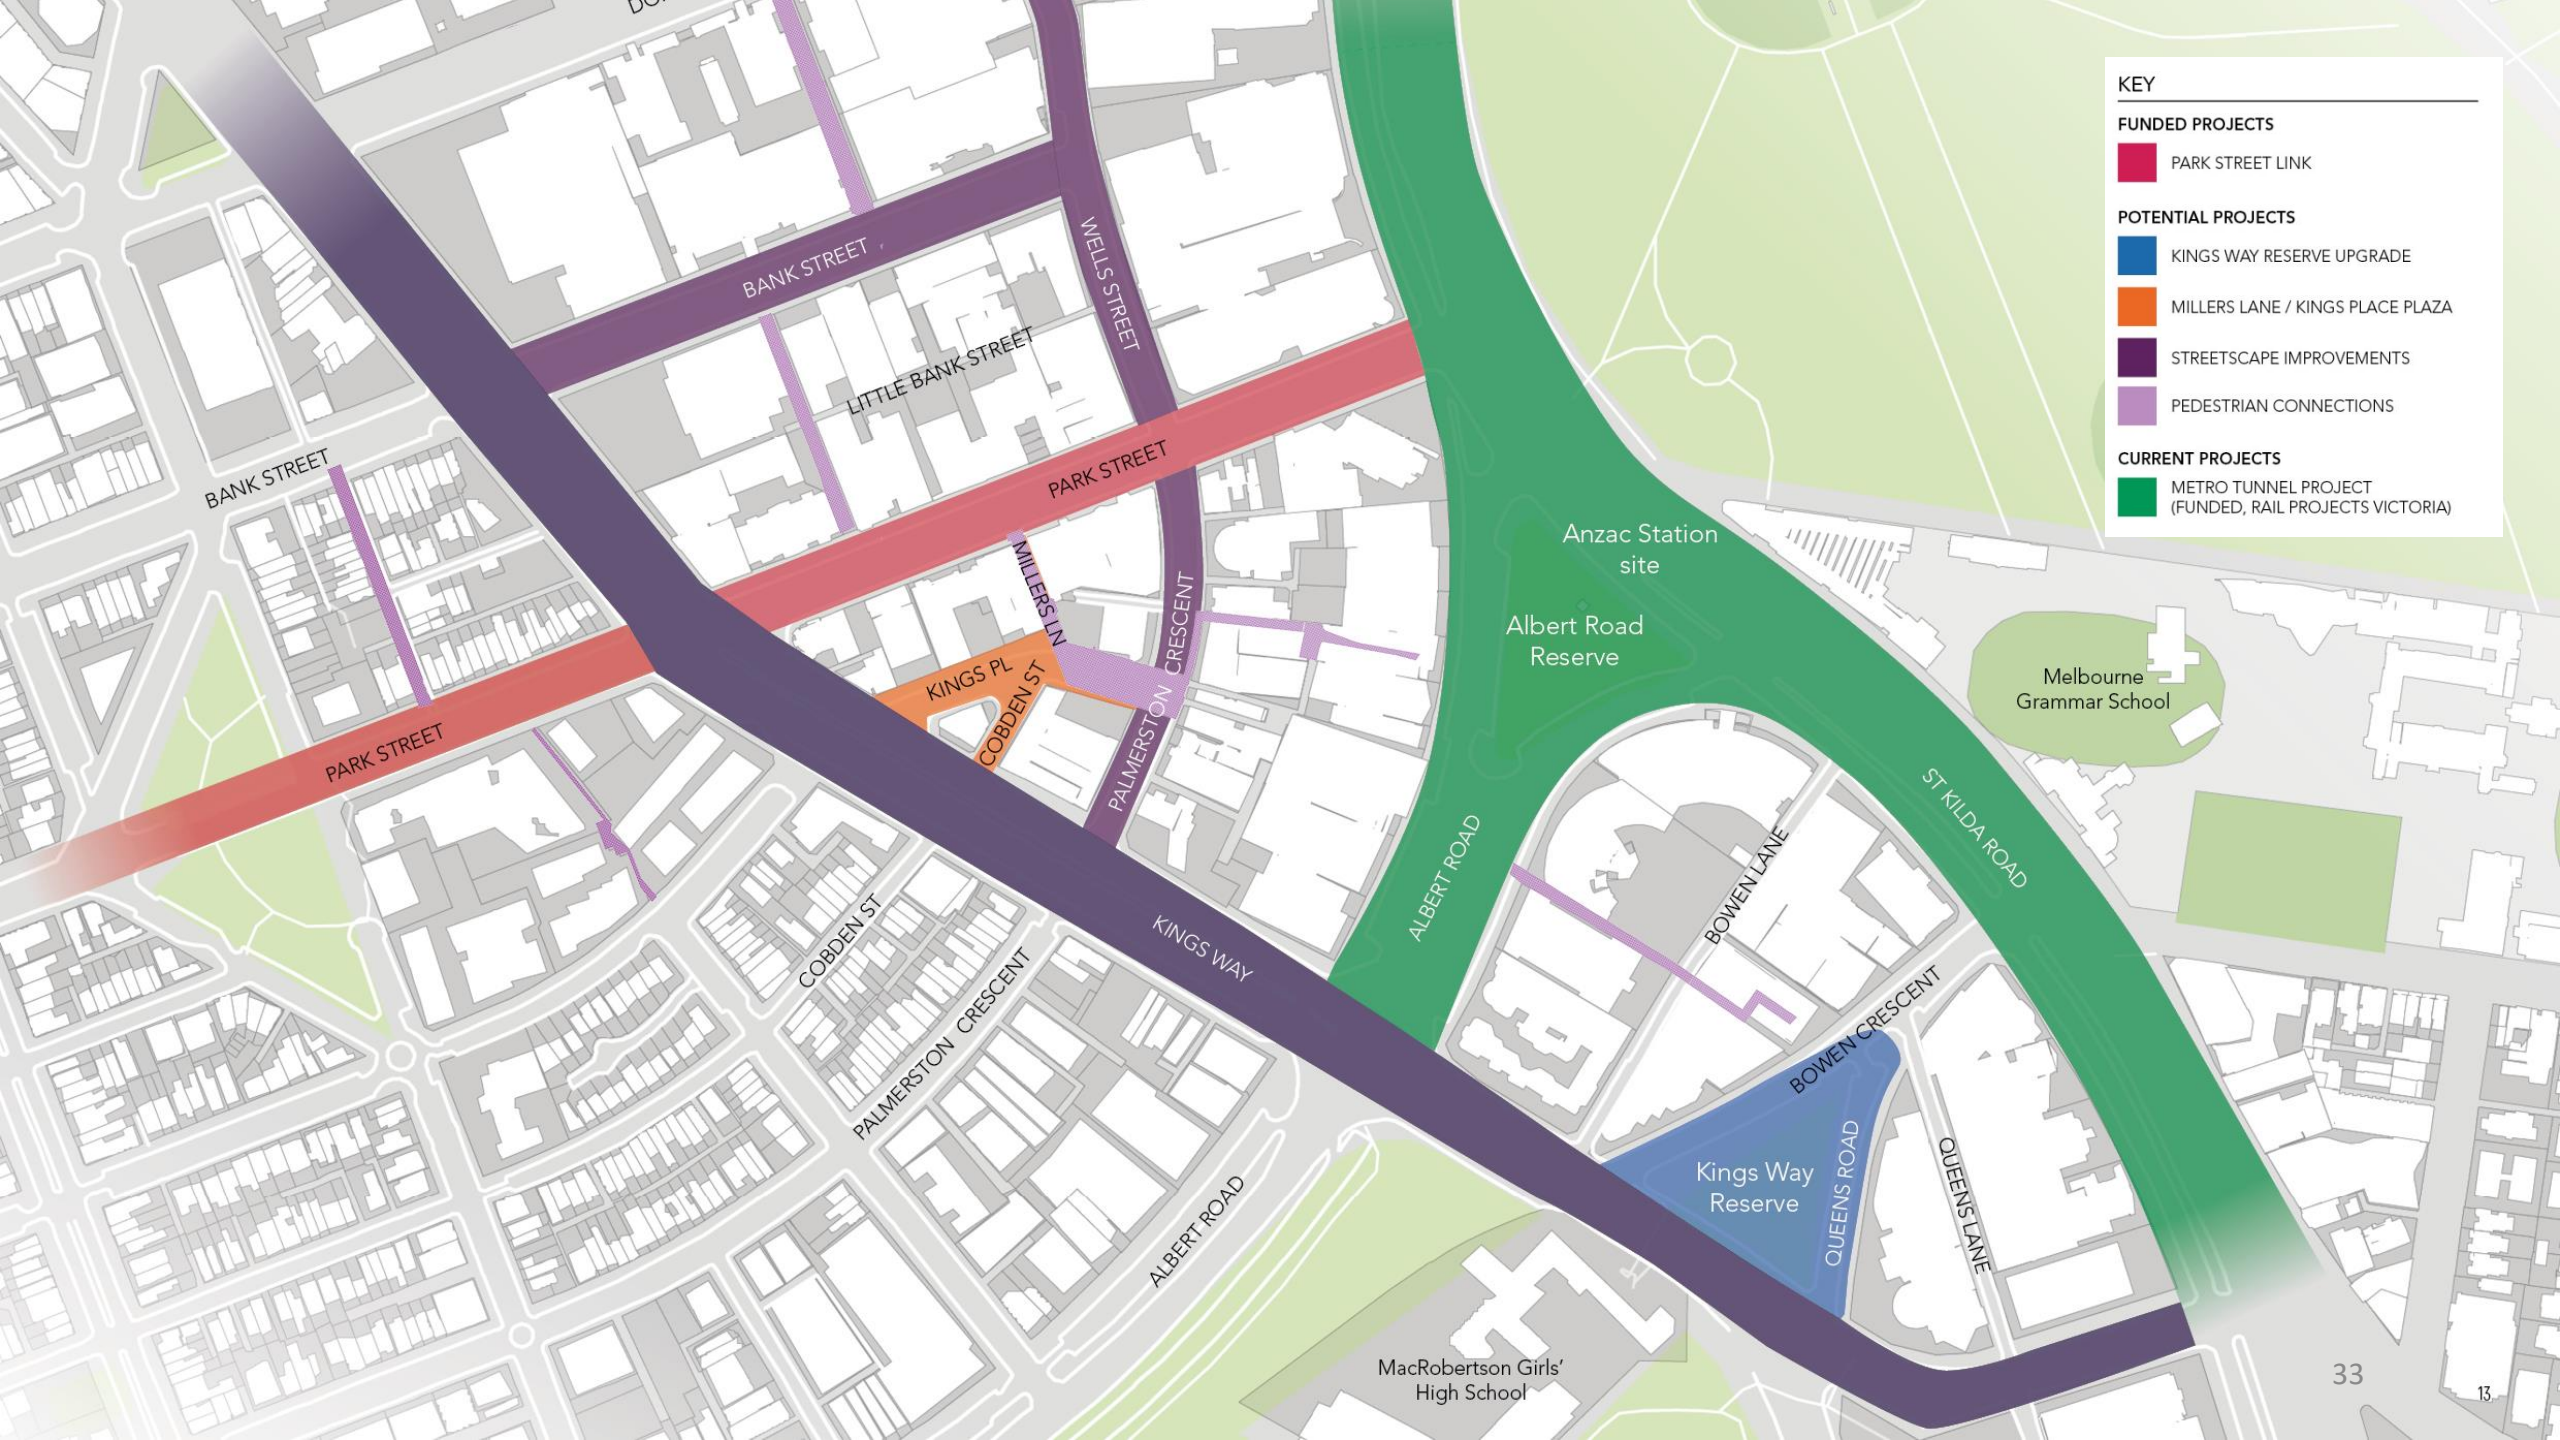 KEY
FUNDED PROJECTS
PARK STREET LINK
POTENTIAL PROJECTS
KINGS WAY RESERVE UPGRADE
MILLERS LANE / KINGS PLACE PLAZA
STREETSCAPE IMPROVEMENTS
PEDESTRIAN CONNECTIONS
CURRENT PROJECTS
METRO TUNNEL PROJECT
(FUNDED, RAIL PROJECTS VICTORIA)
BANK STREET
WELLS STREET
LITTLE BANK STREET
BANK STREET
PARK STREET
Anzac Station
site
MILLERS LN
Albert Road
Reserve
PALMERSTON CRESCENT
KINGS PL
COBDEN ST
Melbourne
Grammar School
PARK STREET
ST KILDA ROAD
ALBERT ROAD
BOWEN LANE
COBDEN ST
KINGS WAY
PALMERSTON CRESCENT
BOWEN CRESCENT
Kings Way
Reserve
QUEENS ROAD
QUEENS LANE
ALBERT ROAD
MacRobertson Girls'
High School
33
13